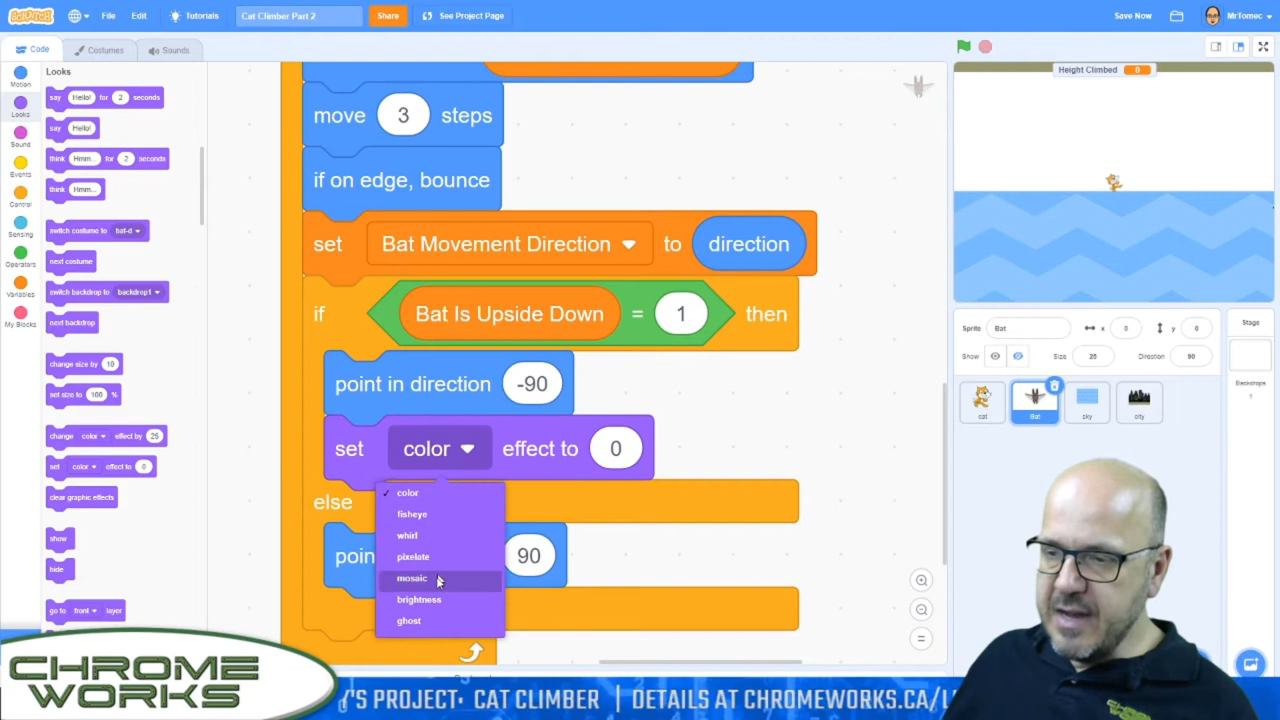 SCRATCH
File
Edit
Tutorials
Cat Climber Part 2
Share
See Project Page
Save Now
MrTomec
Code
Costumes
Sounds
Motion
Looks
Sound
Events
Control
Sensing
Operators
Variables
My Blocks
Looks
say Hello! for 2 seconds
say Hello!
think Hmm... for 2 seconds
think Hmm...
switch costume to bat-d
next costume
switch backdrop to backdrop1
next backdrop
change size by 10
set size to 100 %
change color effect by 25
set color effect to 0
clear graphic effects
show
hide
go to front layer
move 3 steps
if on edge, bounce
set Bat Movement Direction to direction
if Bat Is Upside Down = 1 then
point in direction -90
set color effect to 0
✓ color
fisheye
whirl
pixelate
mosaic
brightness
ghost
else
90
Height Climbed 0
Sprite Bat x 0 y 0
Show Size 28 Direction 90
cat
Bat
sky
city
Stage
Backdrops
1
CHROME
WORKS
'S PROJECT: CAT CLIMBER | DETAILS AT CHROMEWORKS.CA/